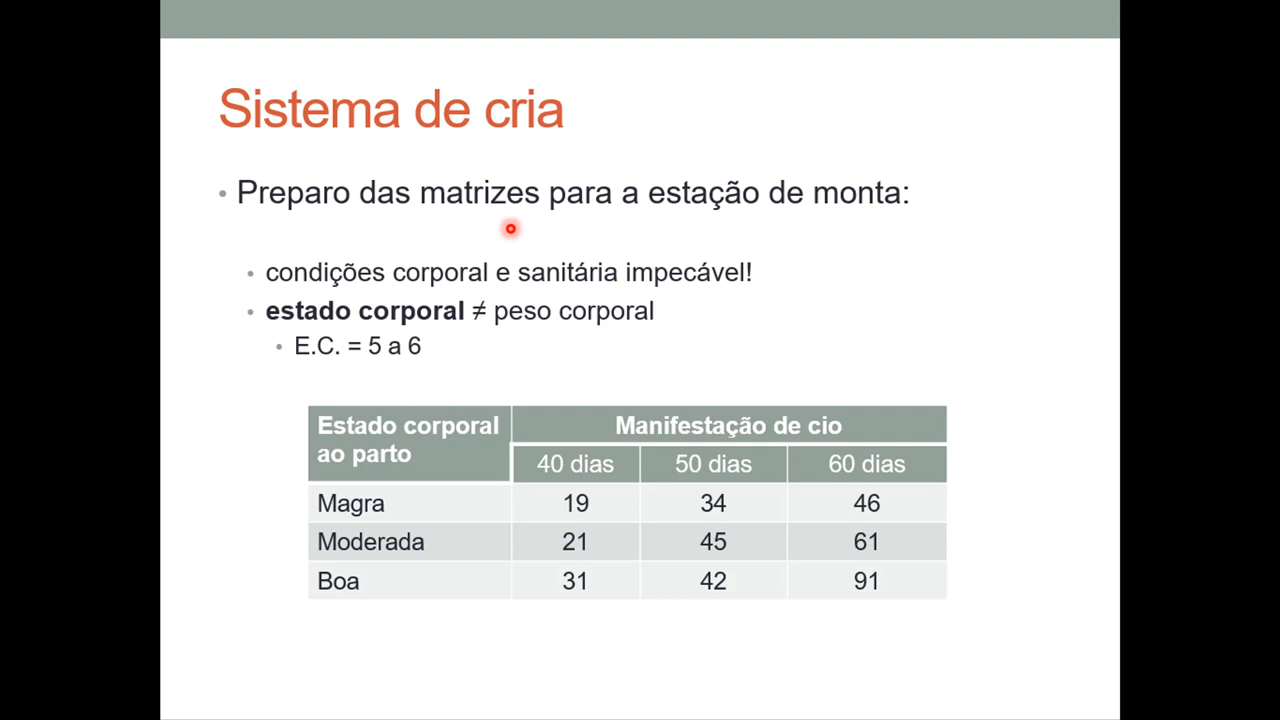 Sistema de cria
• Preparo das matrizes para a estação de monta:
• condições corporal e sanitária impecável!
• estado corporal ≠ peso corporal
• E.C. = 5 a 6
Estado corporal ao parto Manifestação de cio
40 dias 50 dias 60 dias
Magra 19 34 46
Moderada 21 45 61
Boa 31 42 91